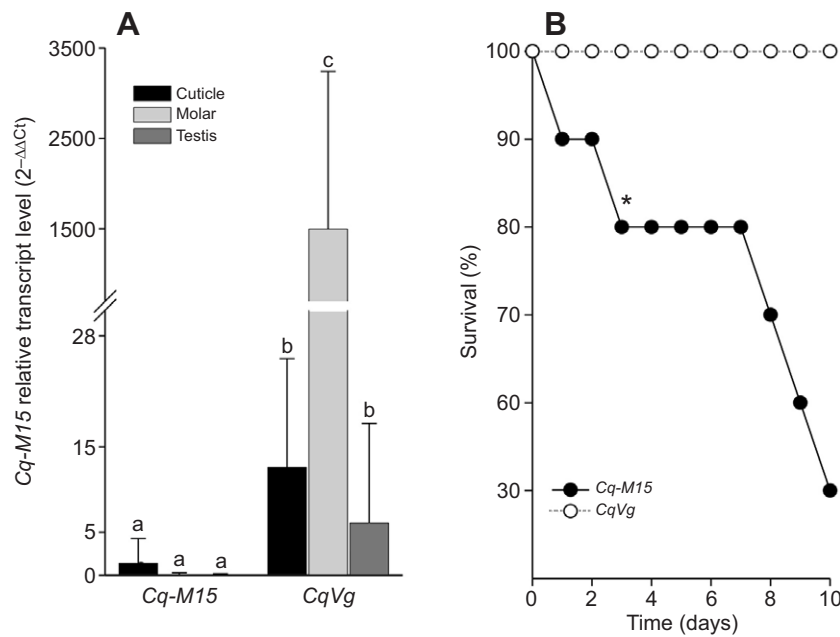 A
Cq-M15 relative transcript level (2–ΔΔCt)
3500
2500
1500
28
15
5
0
Cuticle
Molar
Testis
a
a
a
b
c
b
Cq-M15
CqVg
B
Survival (%)
100
90
80
70
60
30
*
Cq-M15
CqVg
0
2
4
6
8
10
Time (days)